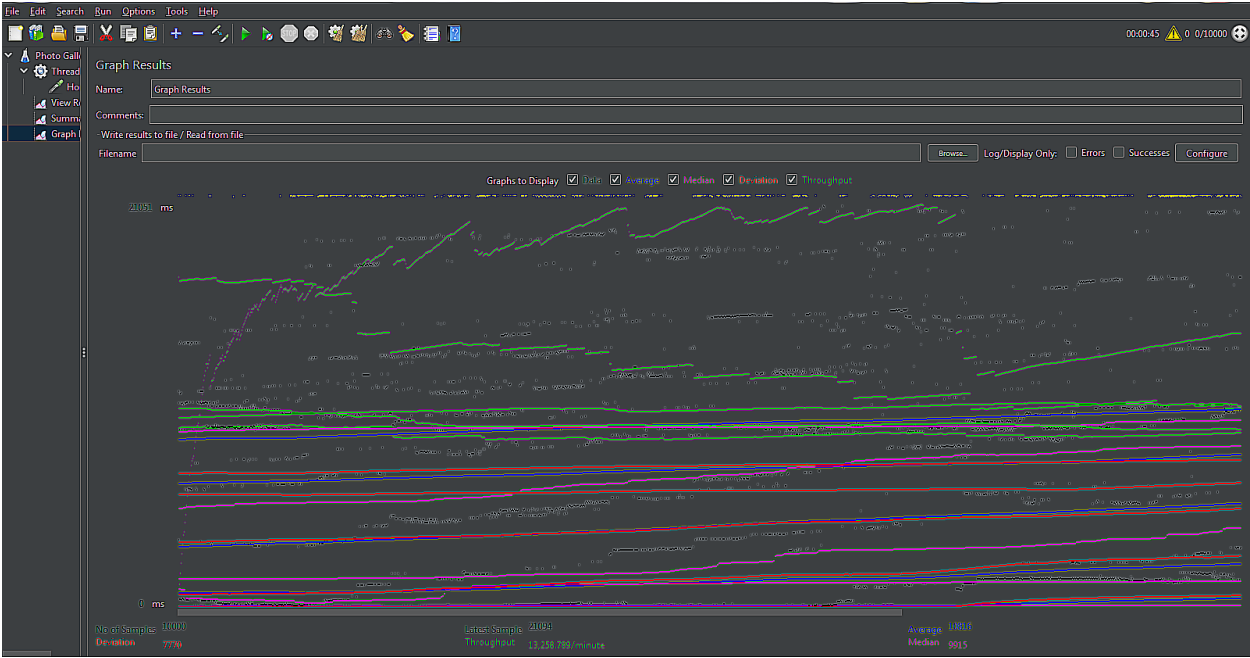 File Edit Search Run Options Tools Help
00:00:45 0 0/10000
Photo Gall
Thread
Ho
View R
Summa
Graph
Graph Results
Name: Graph Results
Comments:
Write results to file / Read from file
Filename Browse... Log/Display Only: Errors Successes Configure
Graphs to Display Data Average Median Deviation Throughput
21051 ms
0 ms
No of Samples 10000 Latest Sample 21094 Average
Deviation Throughput 13,258.789/minute Median